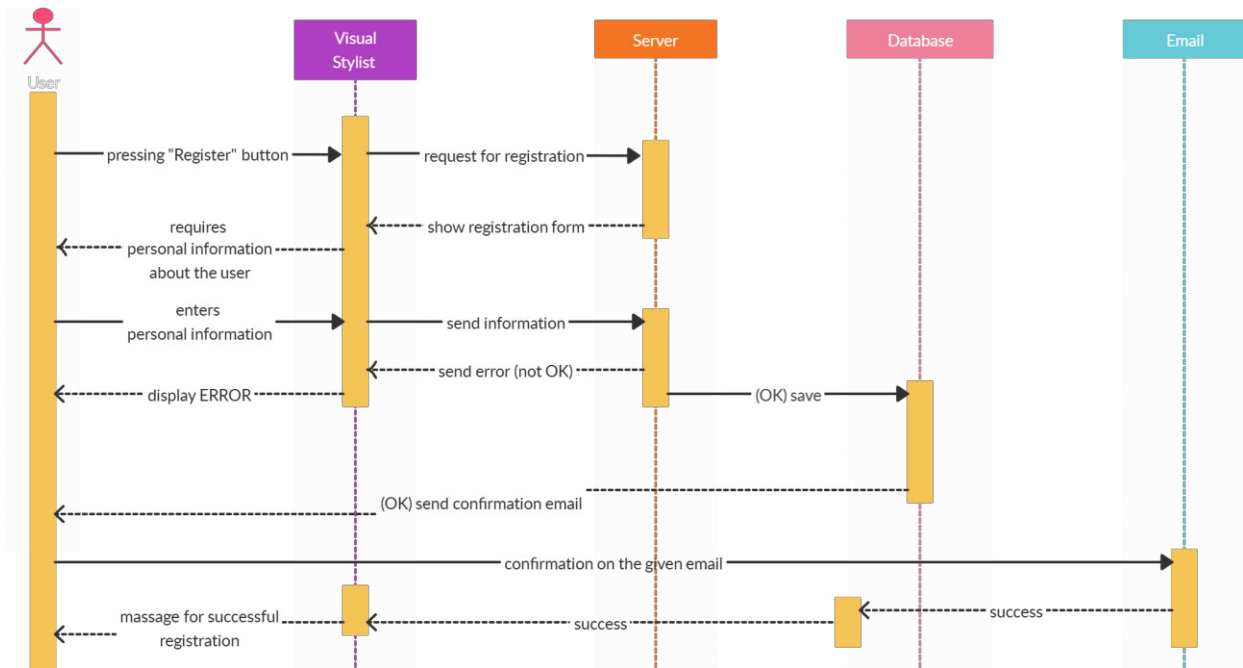 Visual
Stylist
Server
Database
Email
User
pressing "Register" button
request for registration
show registration form
requires
personal information
about the user
enters
personal information
send information
send error (not OK)
display ERROR
(OK) save
(OK) send confirmation email
confirmation on the given email
success
success
massage for successful
registration